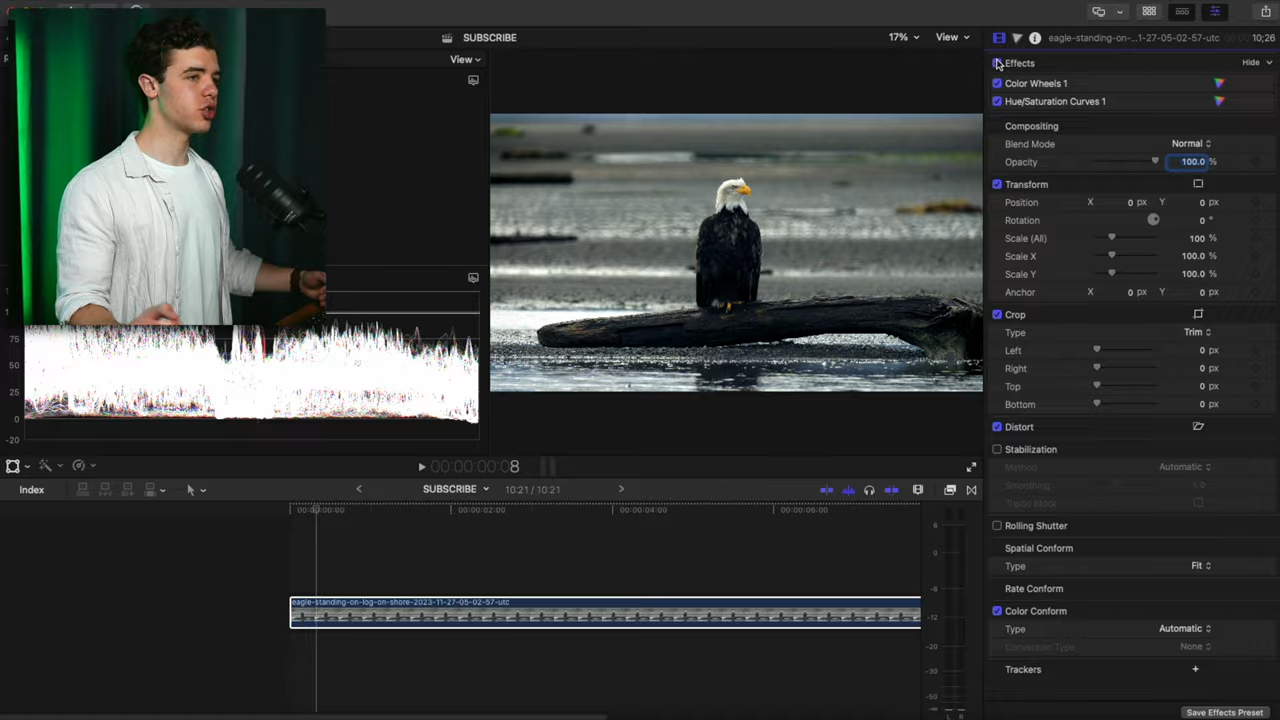 SUBSCRIBE
17%
View
eagle-standing-on-...1-27-05-02-57-utc
10;26
View
Effects
Hide
Color Wheels 1
Hue/Saturation Curves 1
Compositing
Blend Mode Normal
Opacity 100.0 %
Transform
Position X 0 px Y 0 px
Rotation 0 °
Scale (All) 100 %
Scale X 100.0 %
Scale Y 100.0 %
Anchor X 0 px Y 0 px
Crop
Type Trim
Left 0 px
Right 0 px
Top 0 px
Bottom 0 px
Distort
Stabilization
Method Automatic
Smoothing 1.0
Tripod Mode
Rolling Shutter
Spatial Conform
Type Fit
Rate Conform
Color Conform
Type Automatic
Conversion Type None
Trackers +
Save Effects Preset
75
50
25
0
-20
00:00:00:08
Index
SUBSCRIBE
10:21 / 10:21
00:00:02:00
00:00:04:00
00:00:06:00
eagle-standing-on-log-on-shore-2023-11-27-05-02-57-utc
6
0
-6
-12
-20
-30
-50
L R